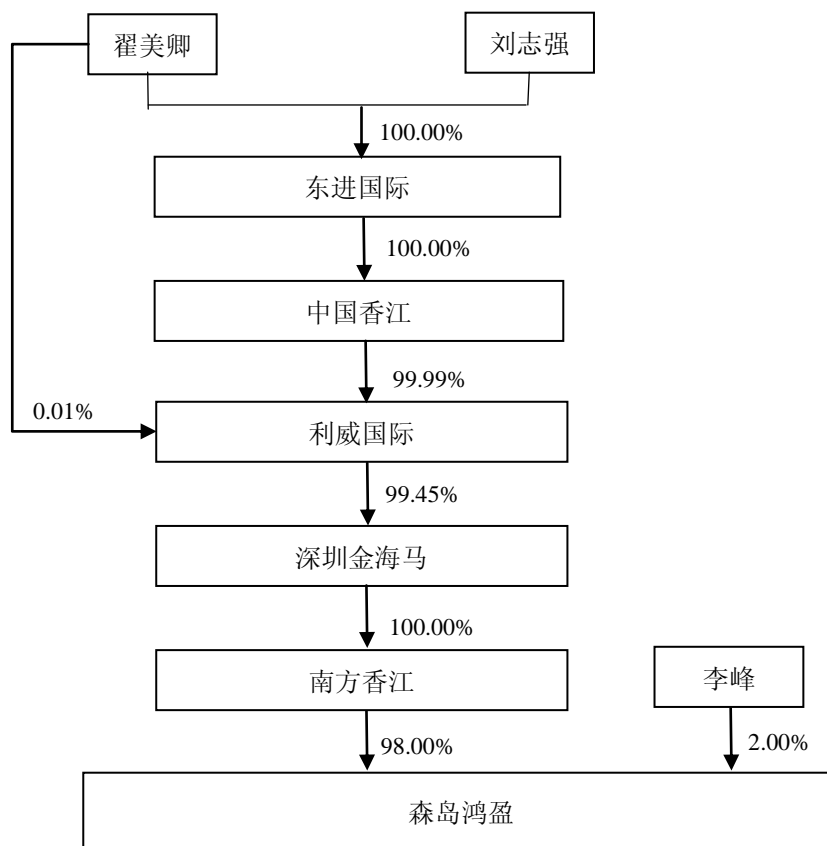 翟美卿
刘志强
100.00%
东进国际
100.00%
中国香江
99.99%
0.01%
利威国际
99.45%
深圳金海马
100.00%
南方香江
李峰
98.00%
2.00%
森岛鸿盈